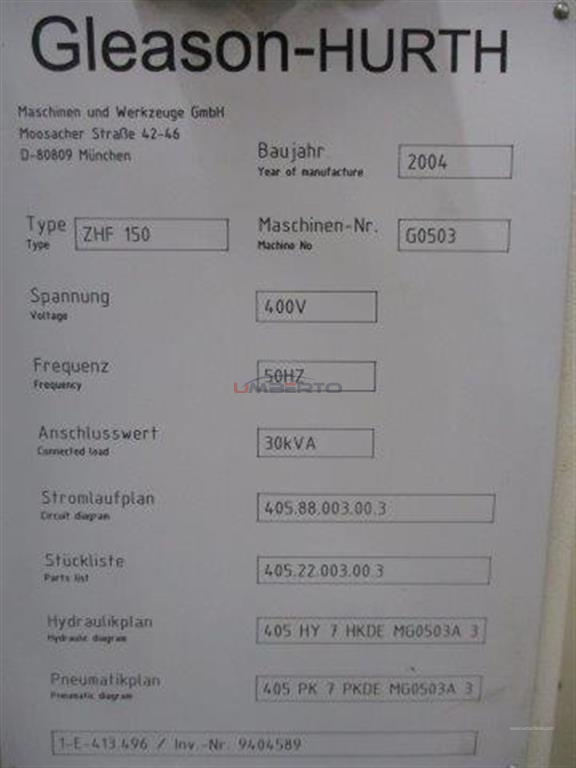 Gleason-HURTH
Maschinen und Werkzeuge GmbH
Moosacher Straße 42-46
D-80809 München
Baujahr
Year of manufacture
2004
Type
Type
ZHF 150
Maschinen-Nr.
Machine No
G0503
Spannung
Voltage
400V
Frequenz
Frequency
50HZ
UMBERTO
Anschlusswert
Connected load
30kVA
Stromlaufplan
Circuit diagram
405.88.003.00.3
Stückliste
Parts list
405.22.003.00.3
Hydraulikplan
Hydraulic diagram
405 HY 7 HKDE MG0503A 3
Pneumatikplan
Pneumatic diagram
405 PK 7 PKDE MG0503A 3
1-E-413.496 / Inv.-Nr. 9404589